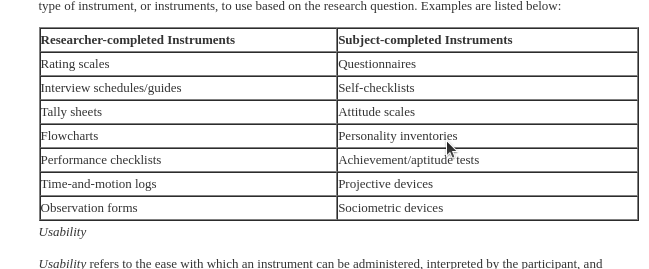 type of instrument, or instruments, to use based on the research question. Examples are listed below:
Researcher-completed Instruments Subject-completed Instruments
Rating scales Questionnaires
Interview schedules/guides Self-checklists
Tally sheets Attitude scales
Flowcharts Personality inventories
Performance checklists Achievement/aptitude tests
Time-and-motion logs Projective devices
Observation forms Sociometric devices
Usability
Usability refers to the ease with which an instrument can be administered, interpreted by the participant, and